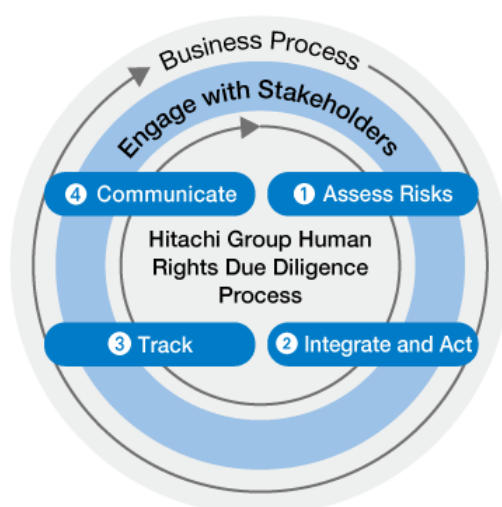 Business Process
Engage with Stakeholders
4 Communicate
1 Assess Risks
Hitachi Group Human
Rights Due Diligence
Process
3 Track
2 Integrate and Act